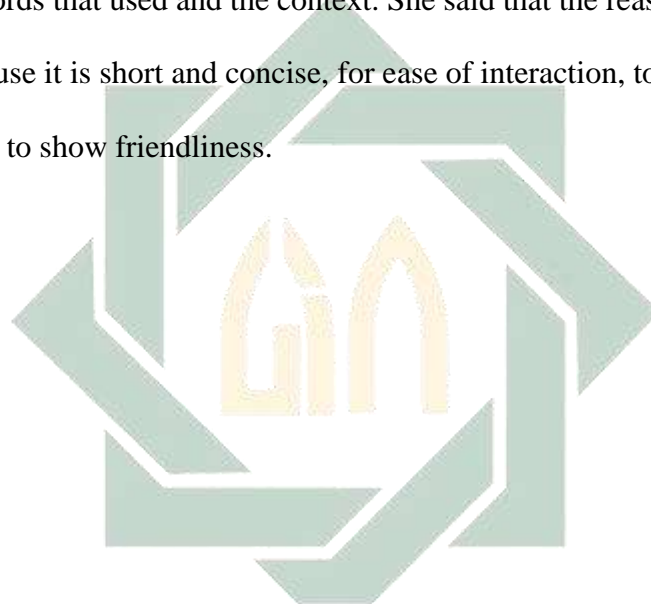 words that used and the context. She said that the reas
use it is short and concise, for ease of interaction, to
to show friendliness.